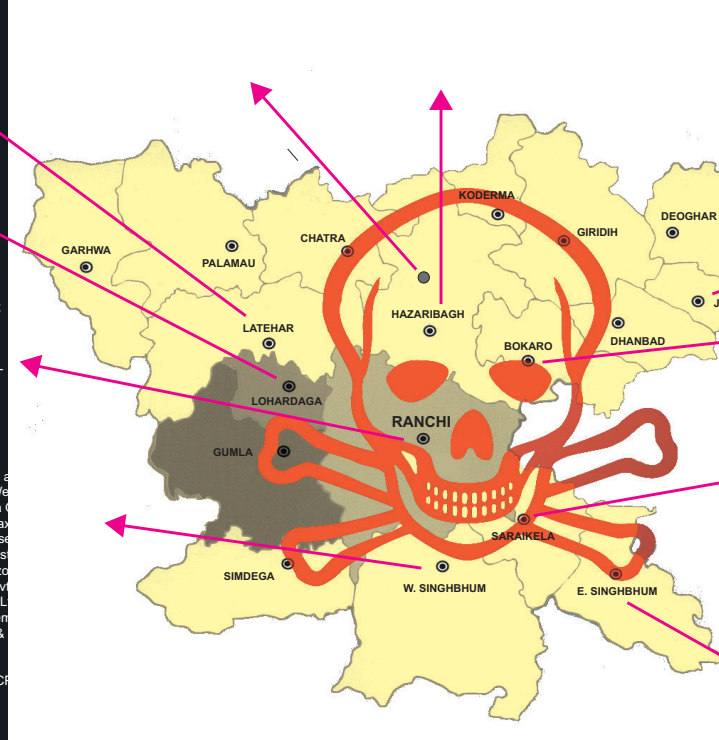 KODERMA
DEOGHAR
GIRIDIH
CHATRA
GARHWA
PALAMAU
HAZARIBAGH
LATEHAR
BOKARO
DHANBAD
LOHARDAGA
RANCHI
GUMLA
SARAIKELA
SIMDEGA
W. SINGHBHUM
E. SINGHBHUM